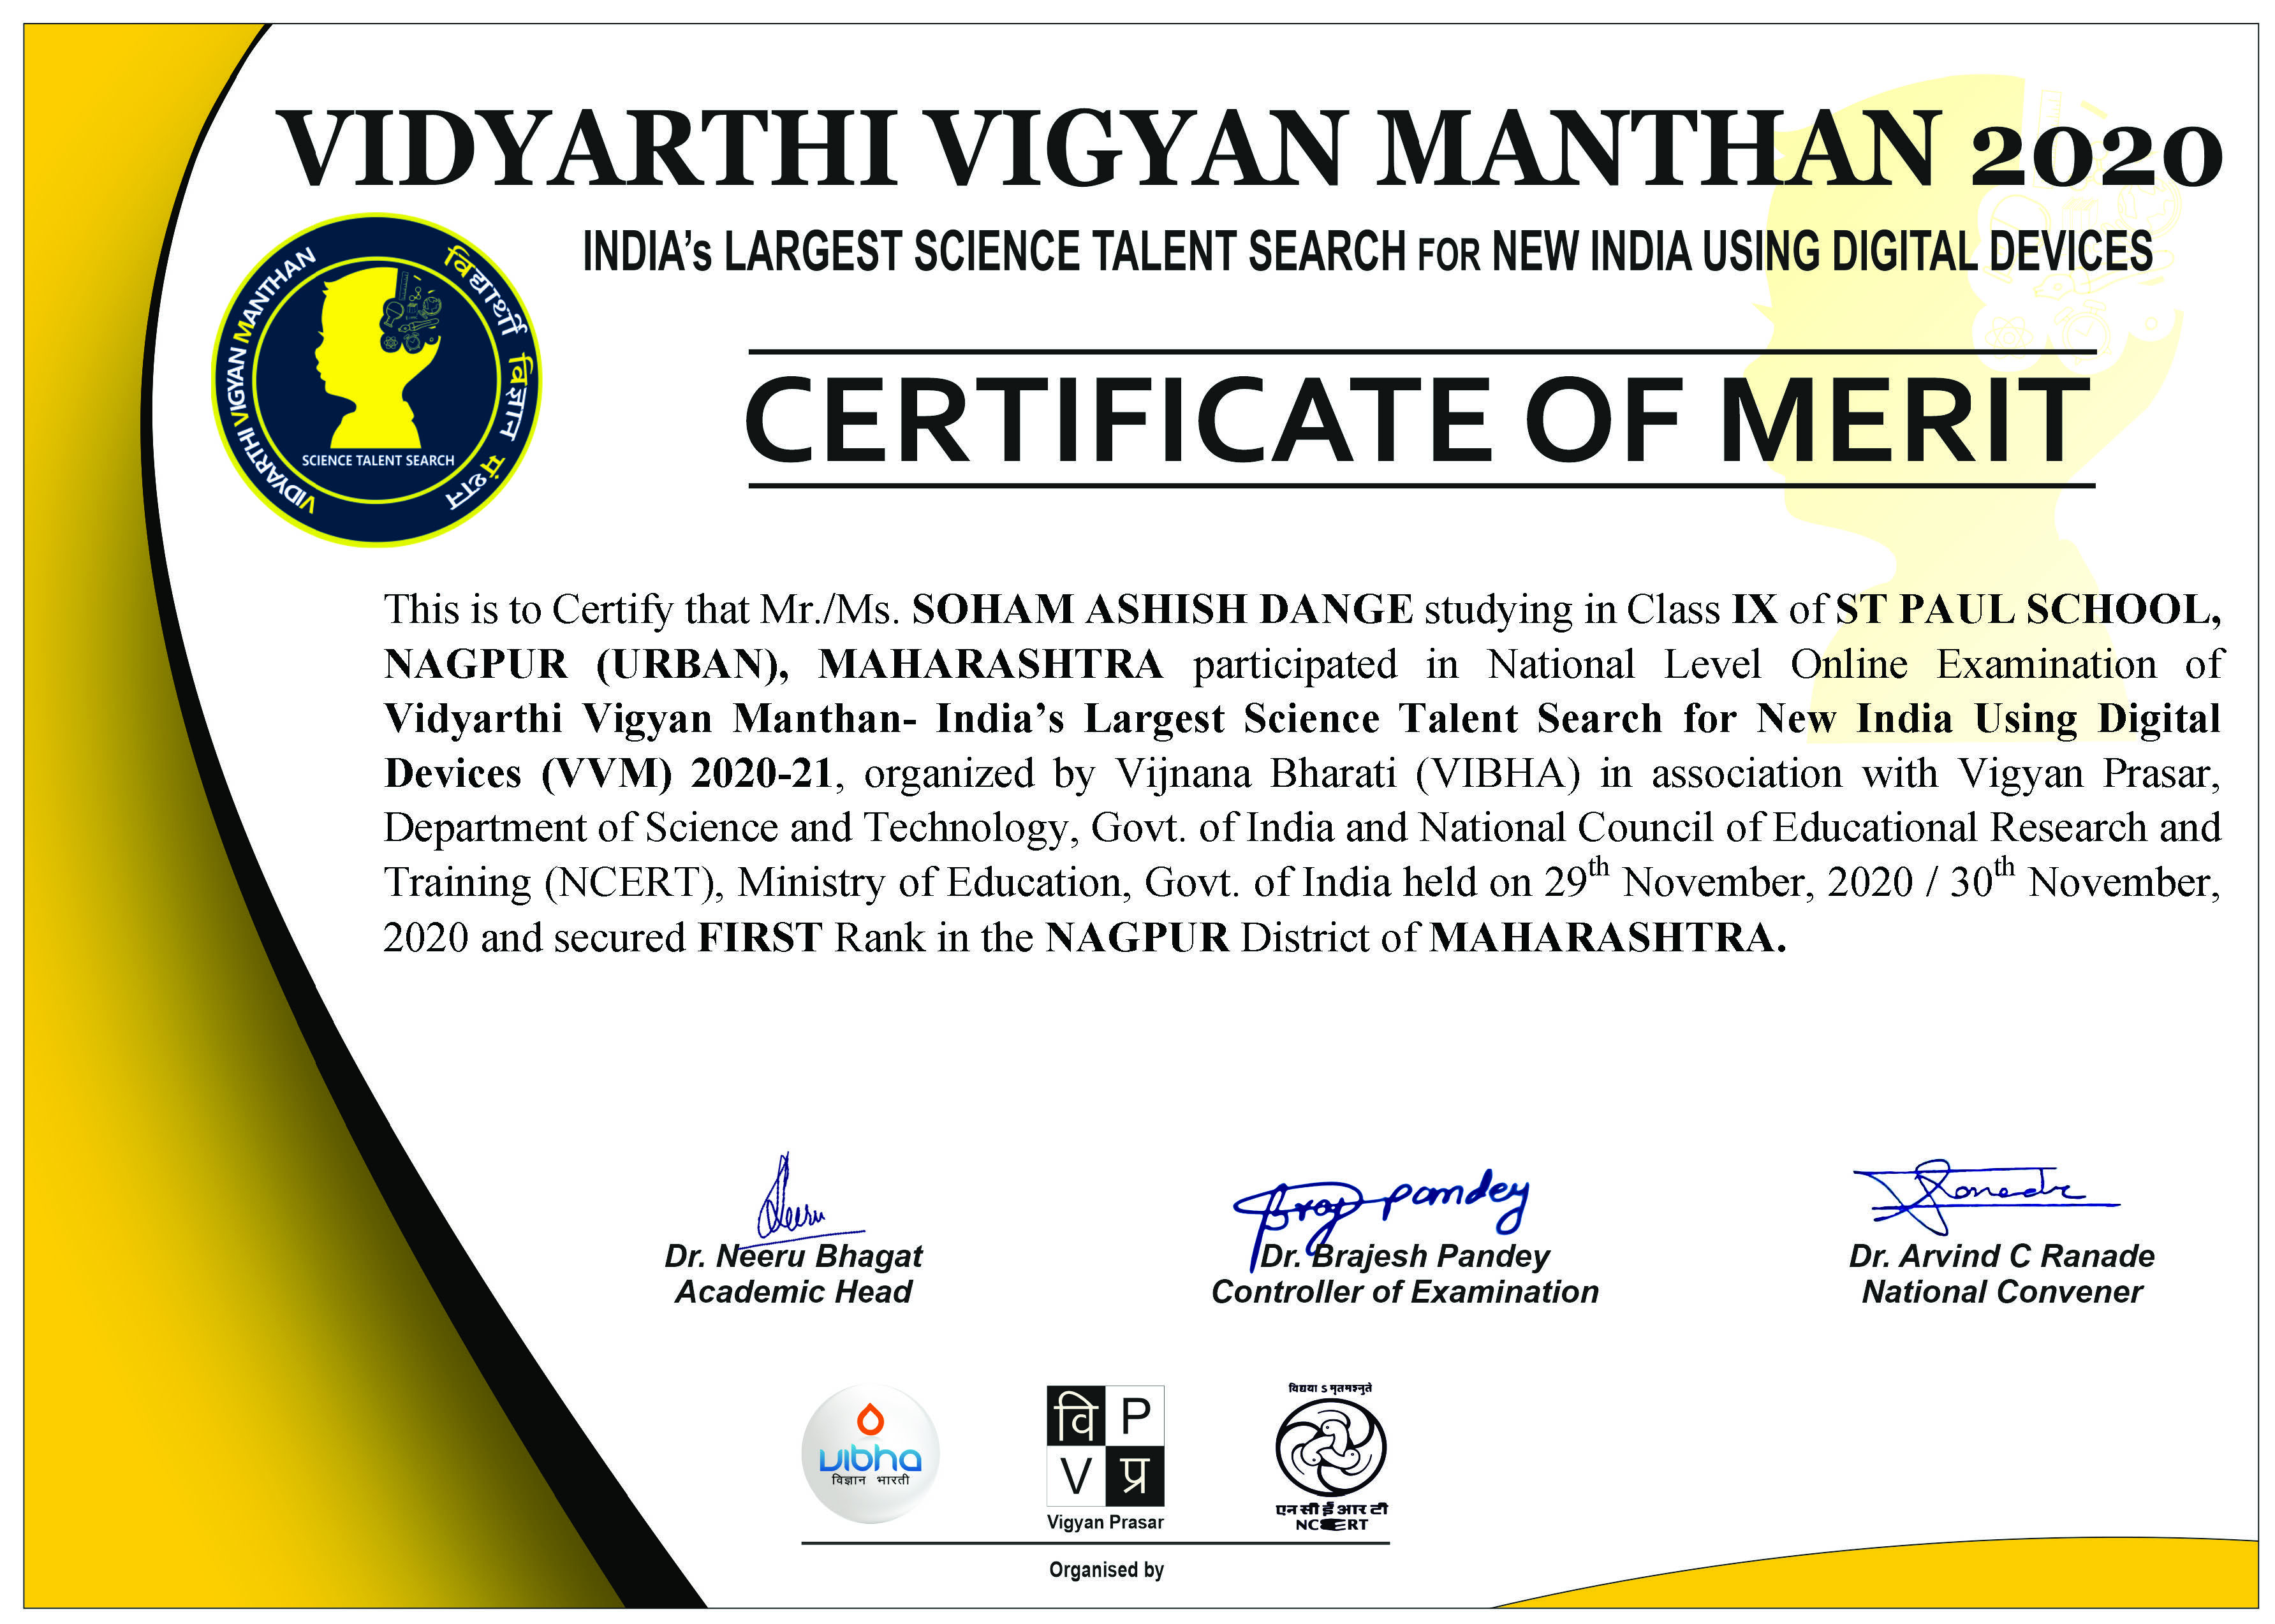 VIDYARTHI VIGYAN MANTHAN 2020
INDIA's LARGEST SCIENCE TALENT SEARCH FOR NEW INDIA USING DIGITAL DEVICES
VIDYARTHI VIGYAN MANTHAN
विद्यार्थी विज्ञान मंथन
SCIENCE TALENT SEARCH
CERTIFICATE OF MERIT
This is to Certify that Mr./Ms. SOHAM ASHISH DANGE studying in Class IX of ST PAUL SCHOOL,
NAGPUR (URBAN), MAHARASHTRA participated in National Level Online Examination of
Vidyarthi Vigyan Manthan- India’s Largest Science Talent Search for New India Using Digital
Devices (VVM) 2020-21, organized by Vijnana Bharati (VIBHA) in association with Vigyan Prasar,
Department of Science and Technology, Govt. of India and National Council of Educational Research and
Training (NCERT), Ministry of Education, Govt. of India held on 29th November, 2020 / 30th November,
2020 and secured FIRST Rank in the NAGPUR District of MAHARASHTRA.
Neeru
Braj Pandey
Ranade
Dr. Neeru Bhagat
Academic Head
Dr. Brajesh Pandey
Controller of Examination
Dr. Arvind C Ranade
National Convener
vibha
विज्ञान भारती
वि P
V प्र
Vigyan Prasar
विद्यया ऽ मृतमश्नुते
एन सी ई आर टी
NCERT
Organised by